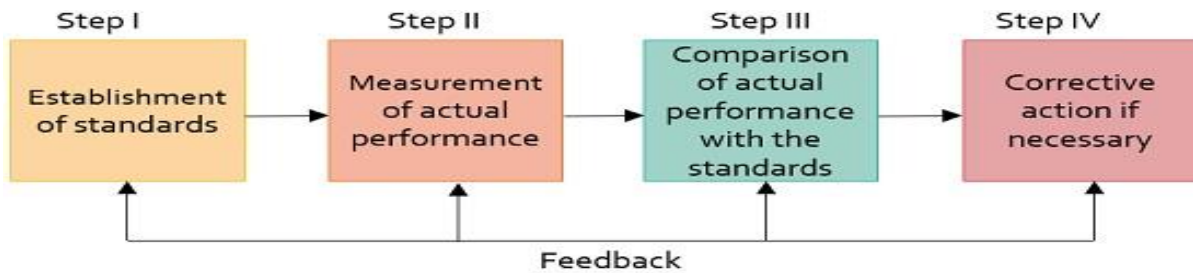 Step I
Establishment
of standards
Step II
Measurement
of actual
performance
Step III
Comparison
of actual
performance
with the
standards
Step IV
Corrective
action if
necessary
Feedback